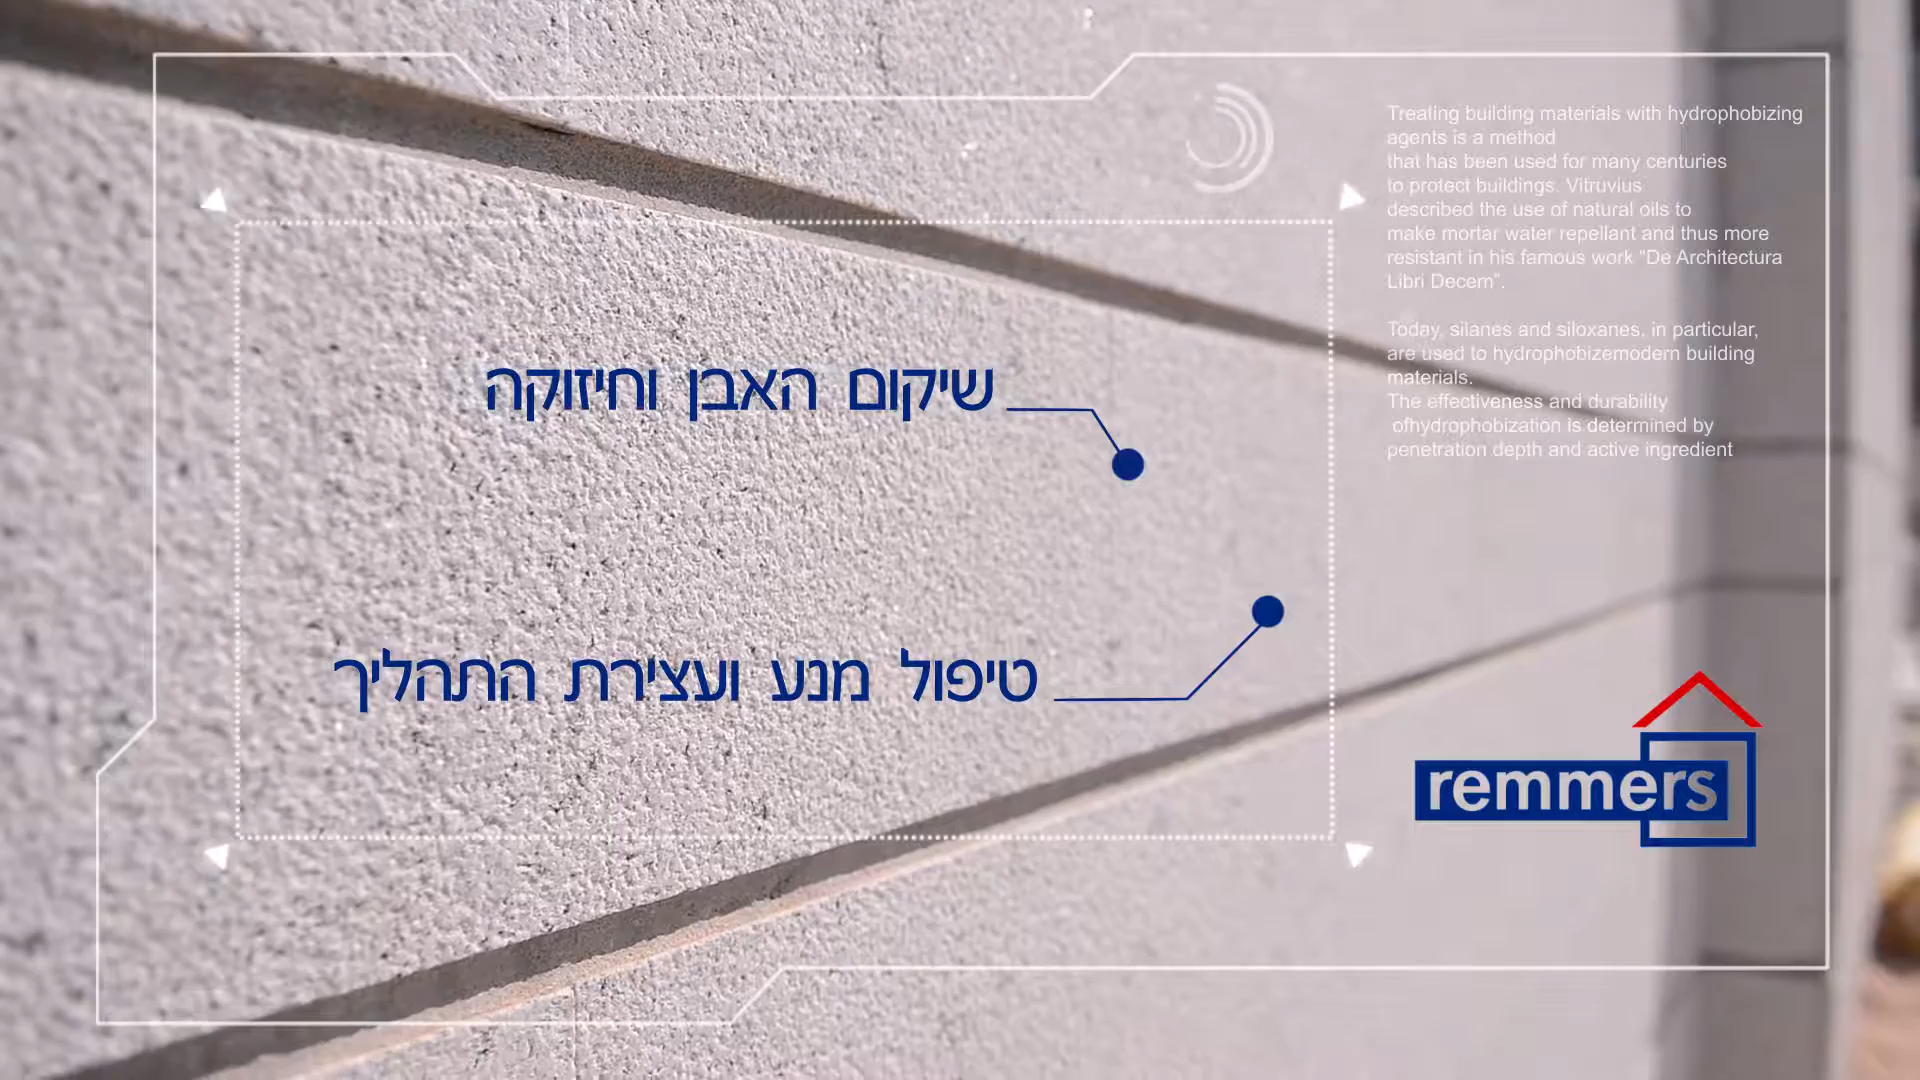 Treating building materials with hydrophobizing
agents is a method
that has been used for many centuries
to protect buildings. Vitruvius
described the use of natural oils to
make mortar water repellant and thus more
resistant in his famous work "De Architectura
Libri Decem".
Today, silanes and siloxanes, in particular,
are used to hydrophobizemodern building
materials.
The effectiveness and durability
ofhydrophobization is determined by
penetration depth and active ingredient
שיקום האבן וחיזוקה
טיפול מנע ועצירת התהליך
remmers